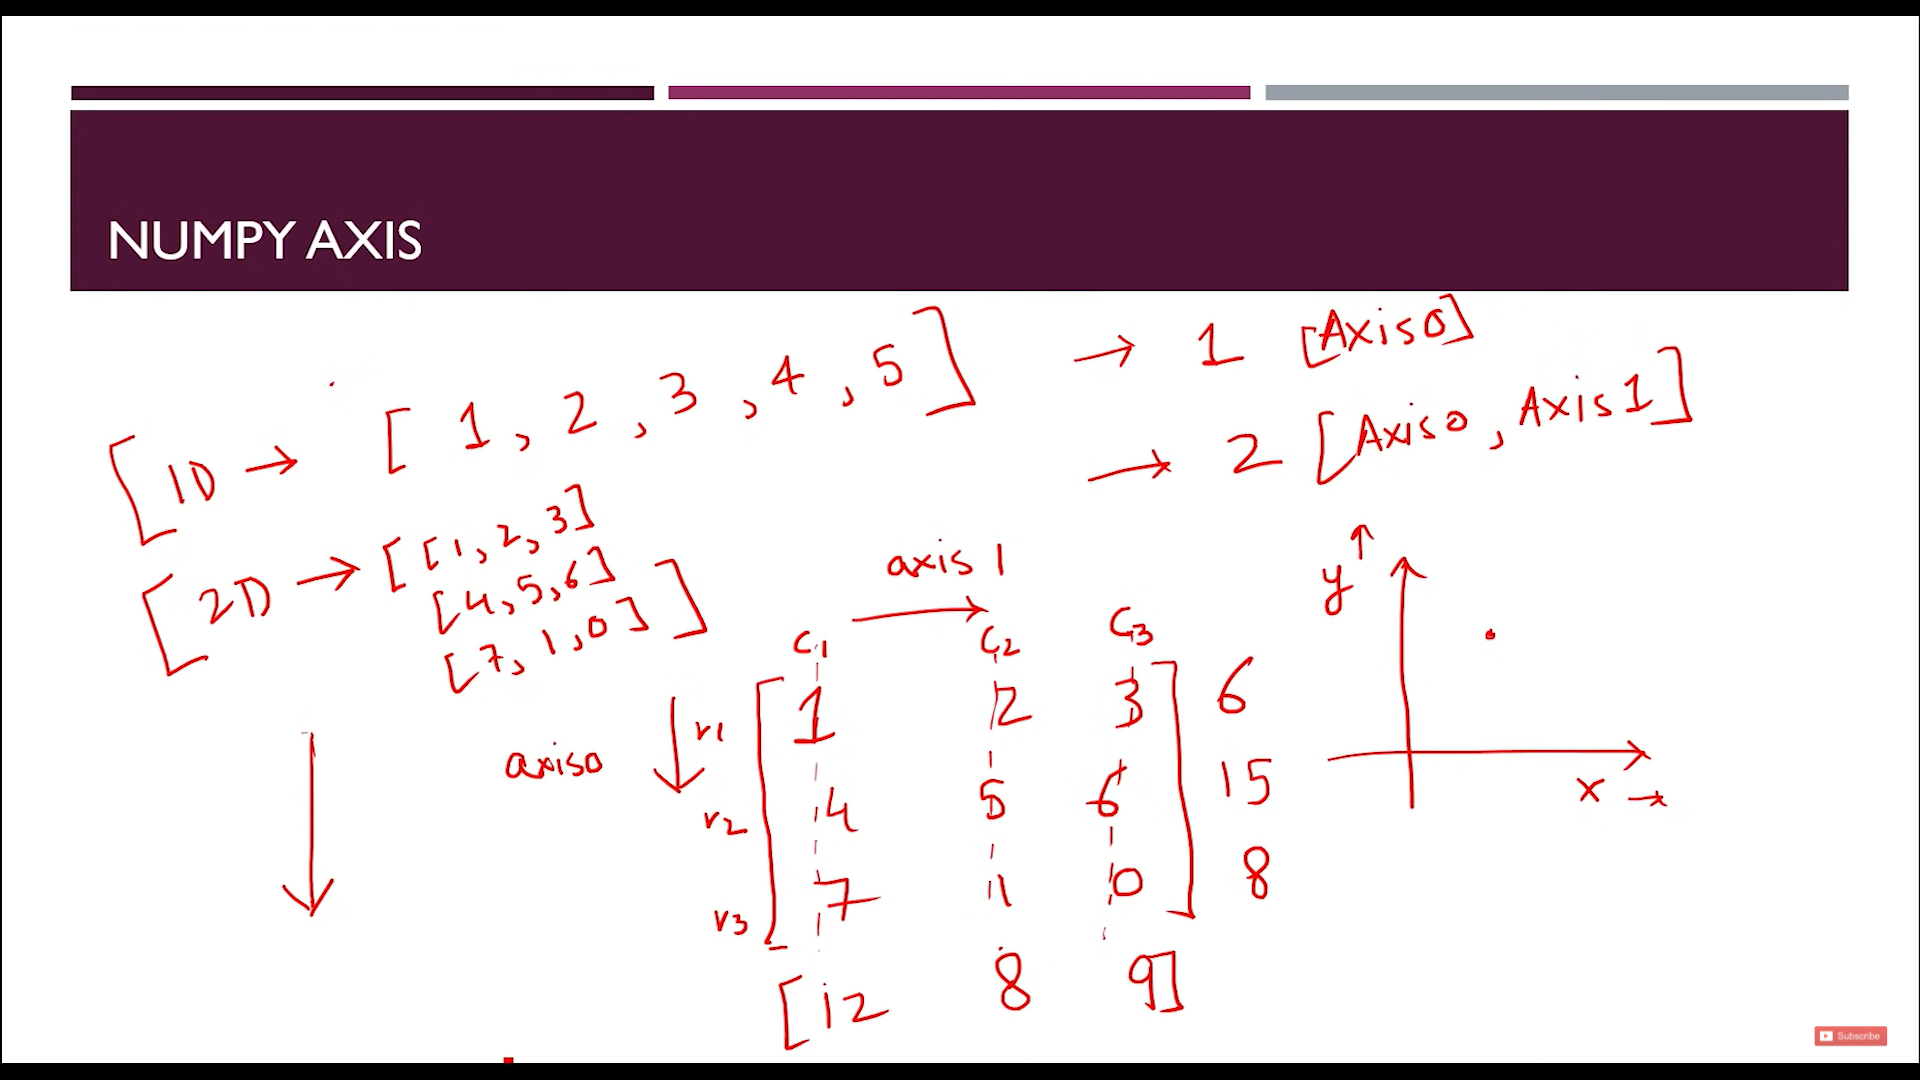 NUMPY AXIS
1D → [ 1 , 2 , 3 , 4 , 5 ] → 1 [Axis0]
2D → [ [1, 2, 3] → 2 [Axis0, Axis1]
[4, 5, 6]
[7, 1, 0] ]
axis 1
C1 C2 C3
axis0
r1 1 2 3 6
r2 4 5 6 15
r3 7 1 0 8
[12 8 9]
y
x
Subscribe